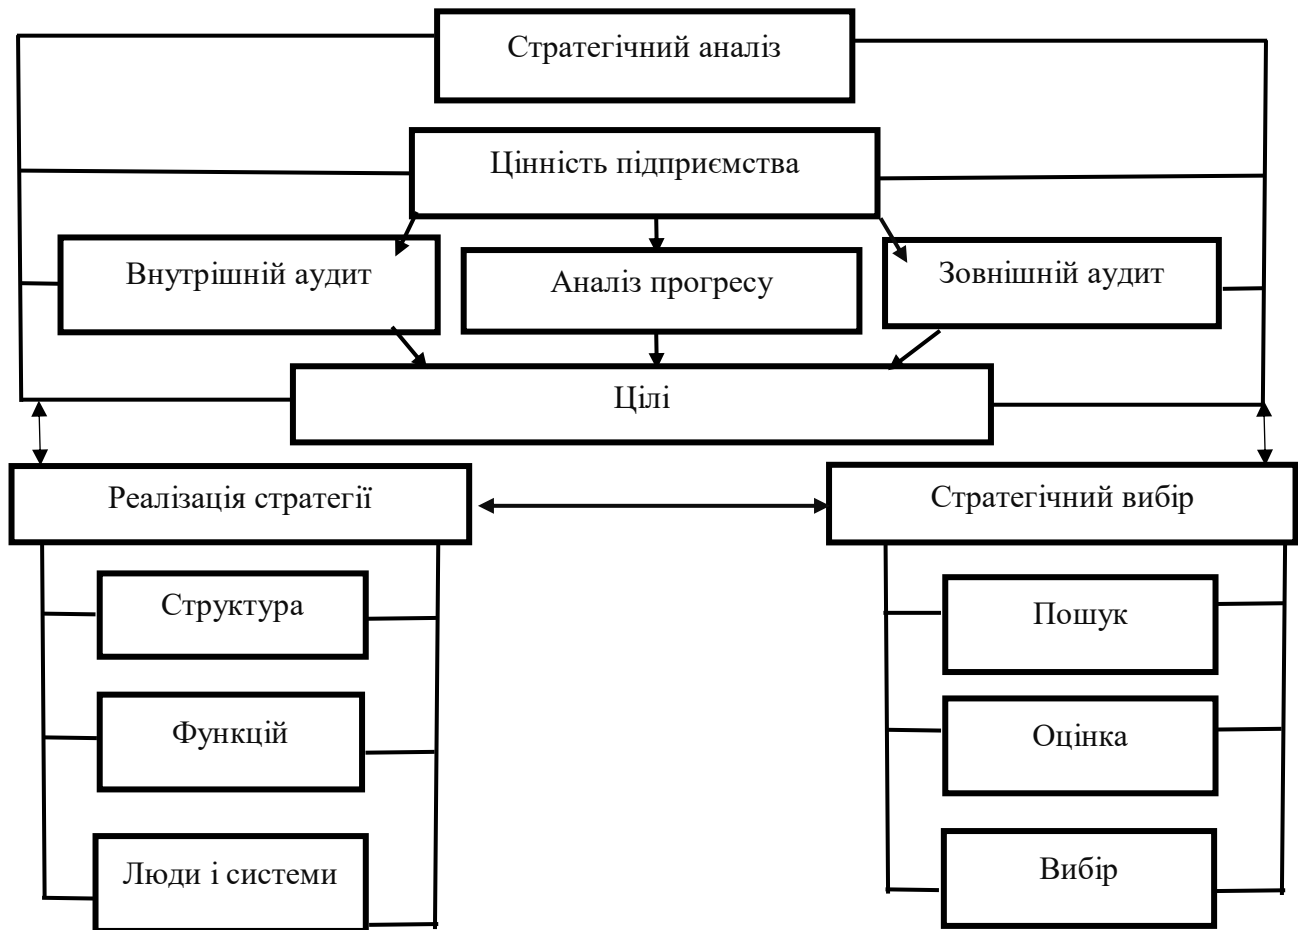 Стратегічний аналіз
Цінність підприємства
Внутрішній аудит
Аналіз прогресу
Зовнішній аудит
Цілі
Реалізація стратегії
Стратегічний вибір
Структура
Функцій
Люди і системи
Пошук
Оцінка
Вибір